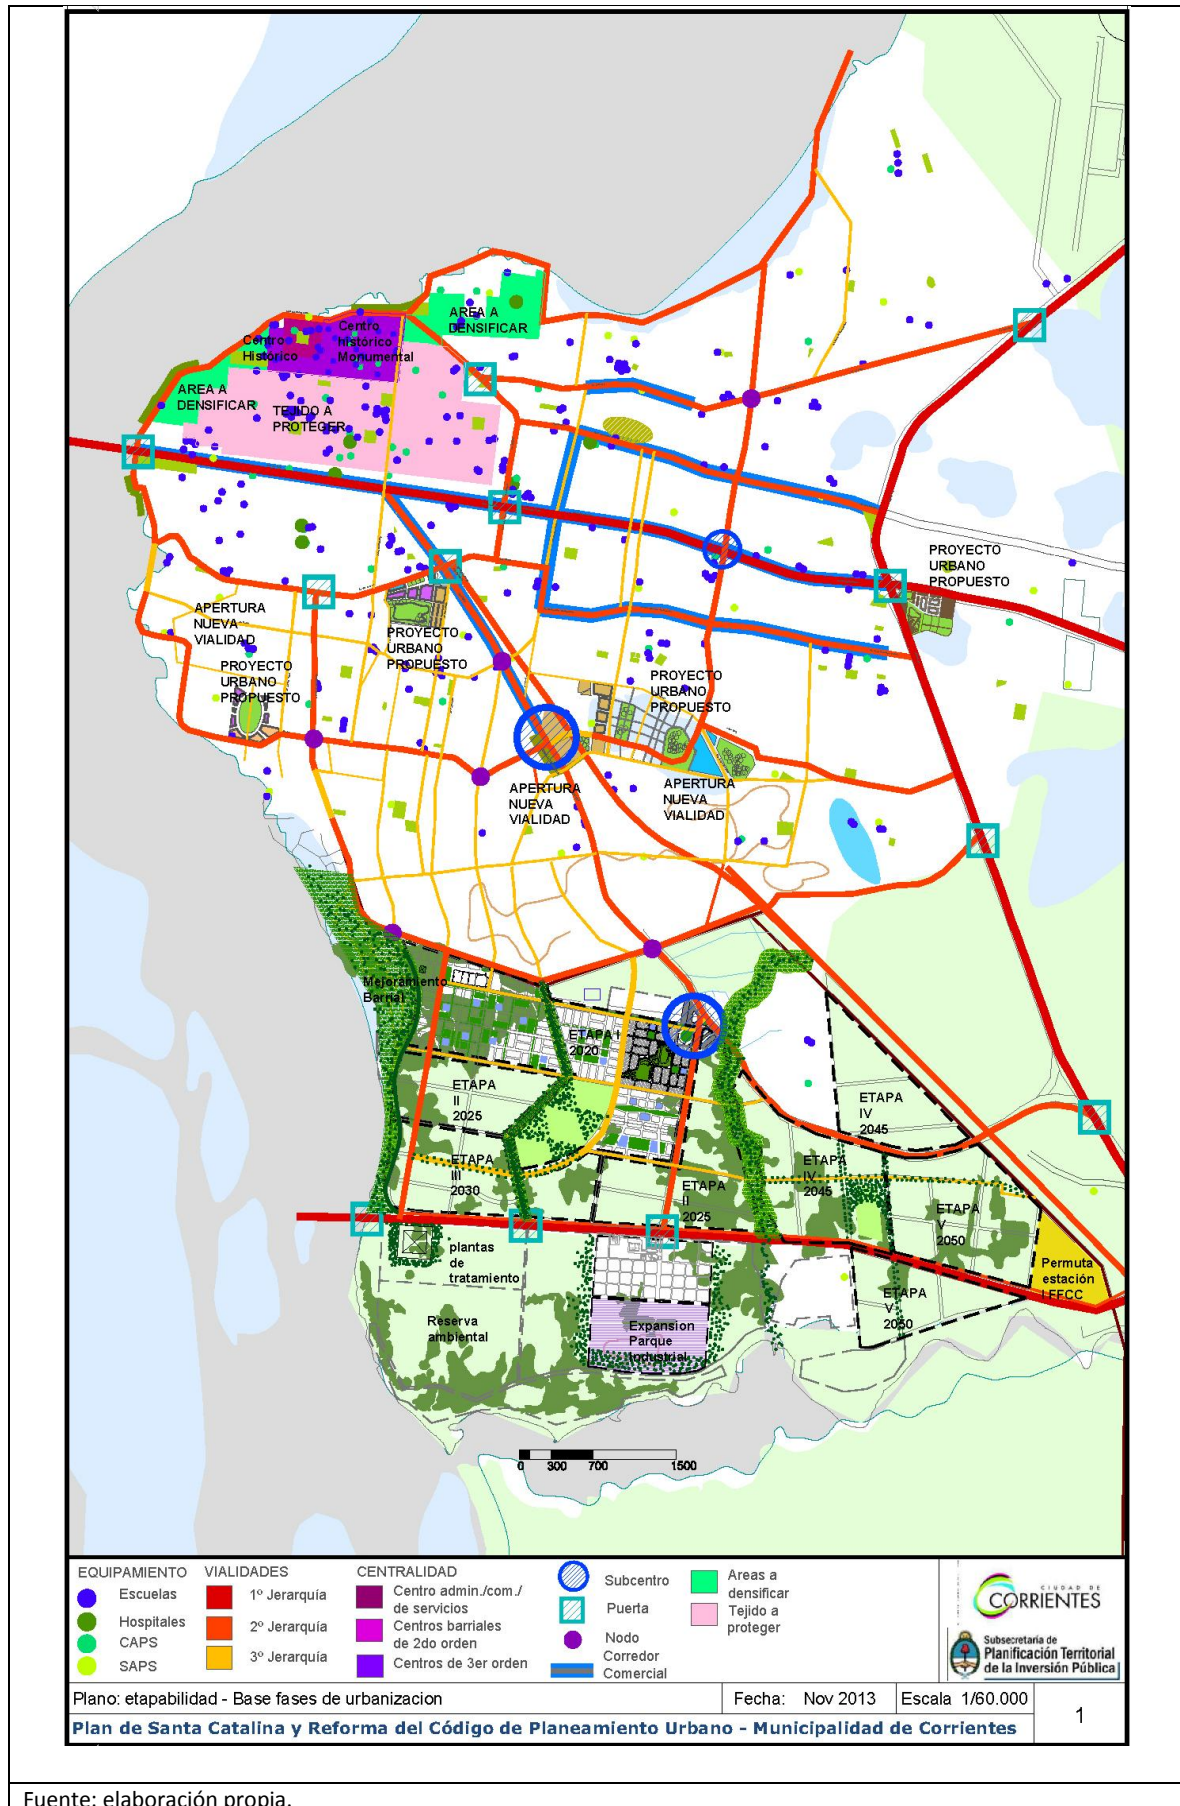 AREA A
DENSIFICAR
Centro
Histórico
Centro
Histórico
Monumental
AREA A
DENSIFICAR
TEJIDO A
PROTEGER
PROYECTO
URBANO
PROPUESTO
APERTURA
NUEVA
VIALIDAD
PROYECTO
URBANO
PROPUESTO
PROYECTO
URBANO
PROPUESTO
PROYECTO
URBANO
PROPUESTO
APERTURA
NUEVA
VIALIDAD
APERTURA
NUEVA
VIALIDAD
Mejoramiento
Barrial
ETAPA I
2020
ETAPA
II
2025
ETAPA
IV
2045
ETAPA
III
2030
ETAPA
IV
2045
ETAPA
II
2025
ETAPA
V
2050
plantas
de
tratamiento
Permuta
estación
FFCC
ETAPA
V
2050
Reserva
ambiental
Expansion
Parque
Industrial
0 300 700 1500
EQUIPAMIENTO
Escuelas
Hospitales
CAPS
SAPS
VIALIDADES
1º Jerarquía
2º Jerarquía
3º Jerarquía
CENTRALIDAD
Centro admin./com./
de servicios
Centros barriales
de 2do orden
Centros de 3er orden
Subcentro
Puerta
Nodo
Corredor
Comercial
Areas a
densificar
Tejido a
proteger
CIUDAD DE
CORRIENTES
Subsecretaría de
Planificación Territorial
de la Inversión Pública
Plano: etapabilidad - Base fases de urbanizacion
Fecha: Nov 2013
Escala 1/60.000
Plan de Santa Catalina y Reforma del Código de Planeamiento Urbano - Municipalidad de Corrientes
1
Fuente: elaboración propia.